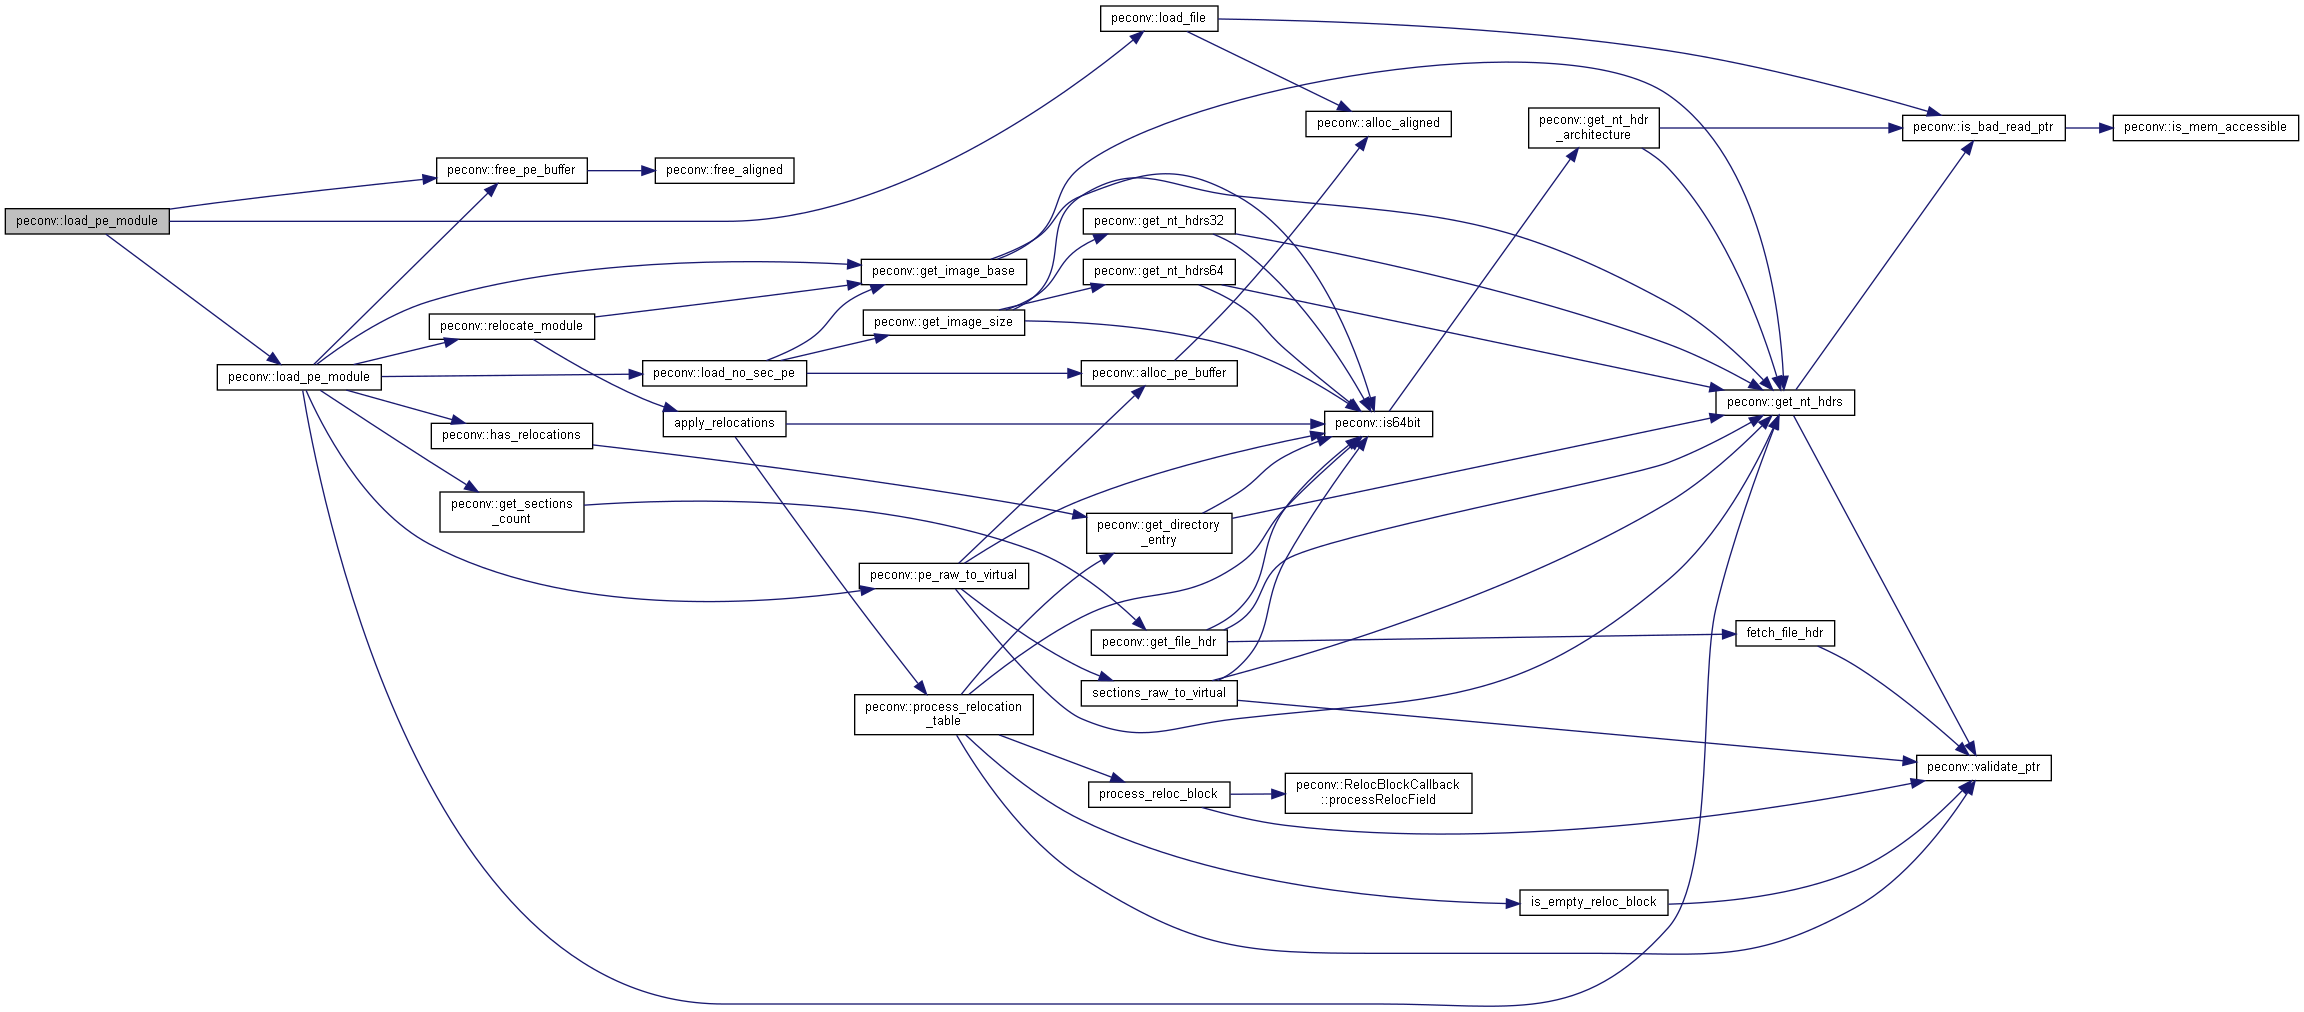 peconv::load_file
peconv::alloc_aligned
peconv::get_nt_hdr
_architecture
peconv::is_bad_read_ptr
peconv::is_mem_accessible
peconv::free_pe_buffer
peconv::free_aligned
peconv::load_pe_module
peconv::get_nt_hdrs32
peconv::get_image_base
peconv::get_nt_hdrs64
peconv::relocate_module
peconv::get_image_size
peconv::load_pe_module
peconv::load_no_sec_pe
peconv::alloc_pe_buffer
peconv::get_nt_hdrs
apply_relocations
peconv::is64bit
peconv::has_relocations
peconv::get_sections
_count
peconv::get_directory
_entry
peconv::pe_raw_to_virtual
peconv::get_file_hdr
fetch_file_hdr
sections_raw_to_virtual
peconv::process_relocation
_table
peconv::validate_ptr
process_reloc_block
peconv::RelocBlockCallback
::processRelocField
is_empty_reloc_block